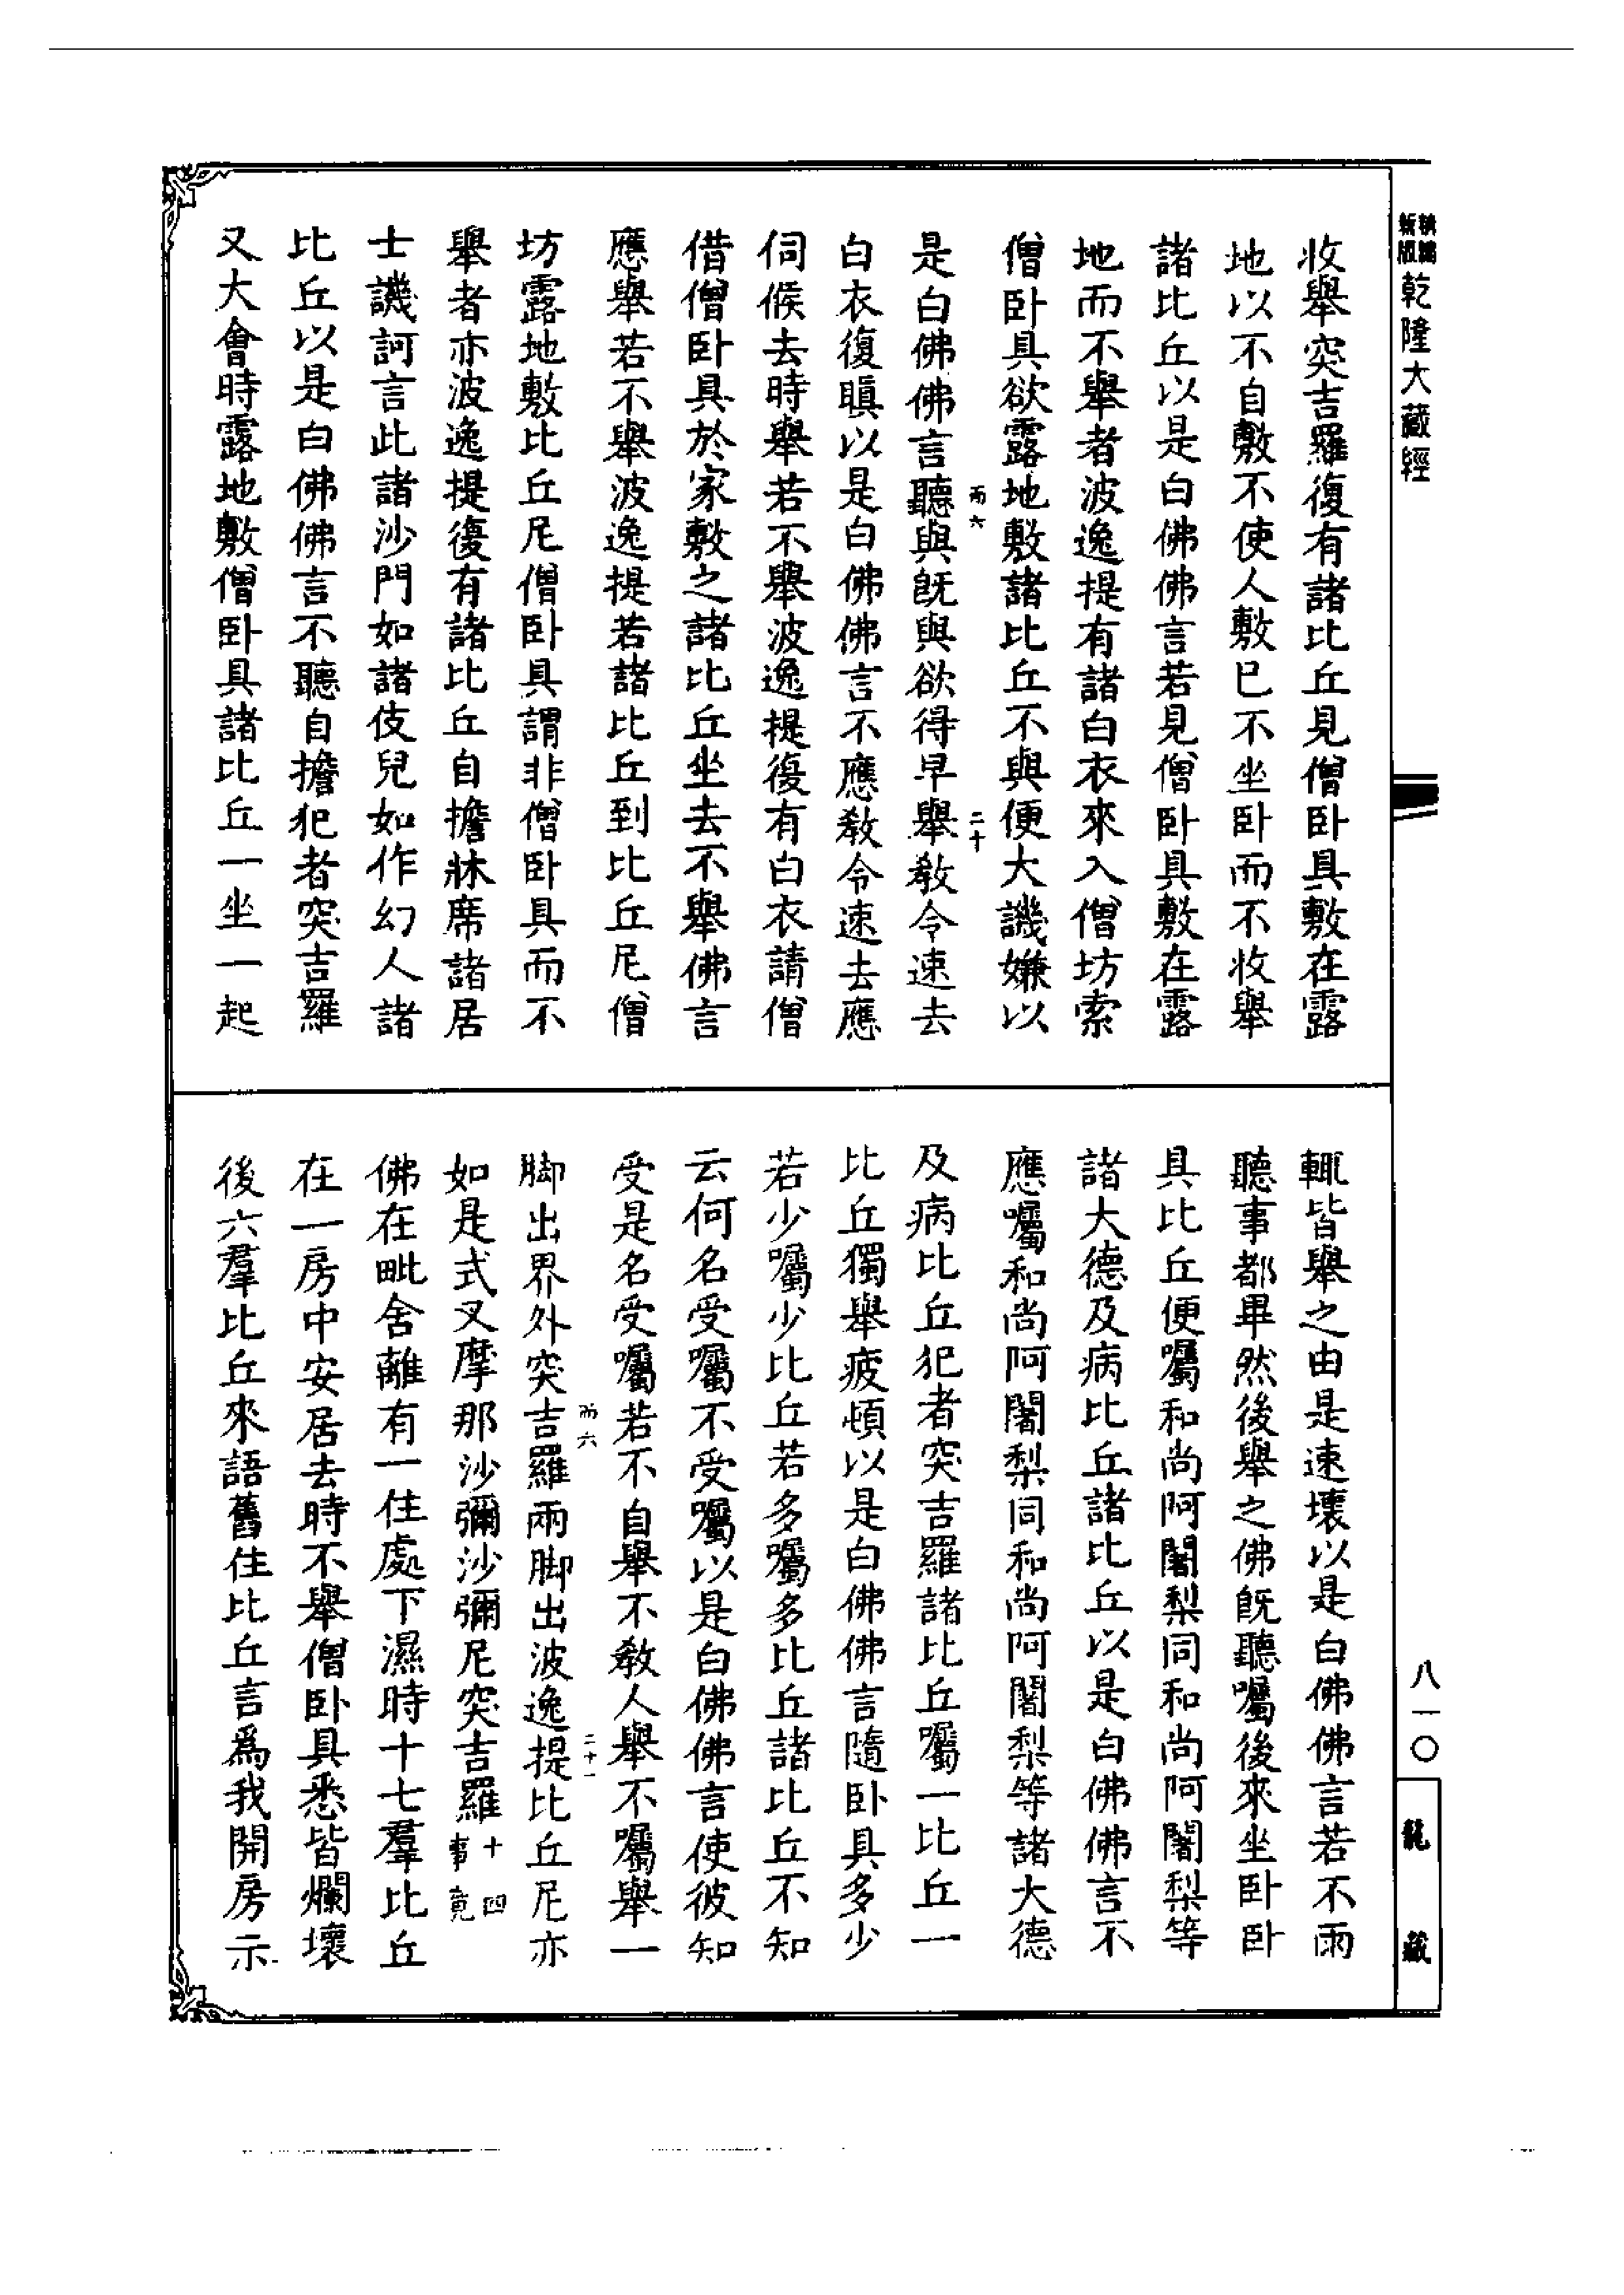 新編縮版
乾隆大藏經
收舉突吉羅復有諸比丘見僧卧具敷在露
地以不自敷不使人敷已不坐卧而不收舉
諸比丘以是白佛佛言若見僧卧具敷在露
地而不舉者波逸提有諸白衣來入僧坊索
僧卧具欲露地敷諸比丘不與便大譏嫌以
而六
二十
是白佛佛言聽與旣與欲得早舉敎令速去
白衣復瞋以是白佛佛言不應敎令速去應
伺候去時舉若不舉波逸提復有白衣請僧
借僧卧具於家敷之諸比丘坐去不舉佛言
應舉若不舉波逸提若諸比丘到比丘尼僧
坊露地敷比丘尼僧卧具謂非僧卧具而不
舉者亦波逸提復有諸比丘自擔牀席諸居
士譏訶言此諸沙門如諸伎兒如作幻人諸
比丘以是白佛佛言不聽自擔犯者突吉羅
又大會時露地敷僧卧具諸比丘一坐一起
輒皆舉之由是速壞以是白佛佛言若不雨
聽事都畢然後舉之佛旣聽囑後來坐卧卧
具比丘便囑和尚阿闍梨同和尚阿闍梨等
諸大德及病比丘諸比丘以是白佛佛言不
應囑和尚阿闍梨同和尚阿闍梨等諸大德
及病比丘犯者突吉羅諸比丘囑一比丘一
比丘獨舉疲頓以是白佛佛言隨卧具多少
若少囑少比丘若多囑多比丘諸比丘不知
云何名受囑不受囑以是白佛佛言使彼知
受是名受囑若不自舉不敎人舉不囑舉一
而六
二十一
脚出界外突吉羅兩脚出波逸提比丘尼亦
如是式叉摩那沙彌沙彌尼突吉羅十四事竟
佛在毗舍離有一住處下濕時十七羣比丘
在一房中安居去時不舉僧卧具悉皆爛壞
後六羣比丘來語舊住比丘言爲我開房示
八一〇
龍藏